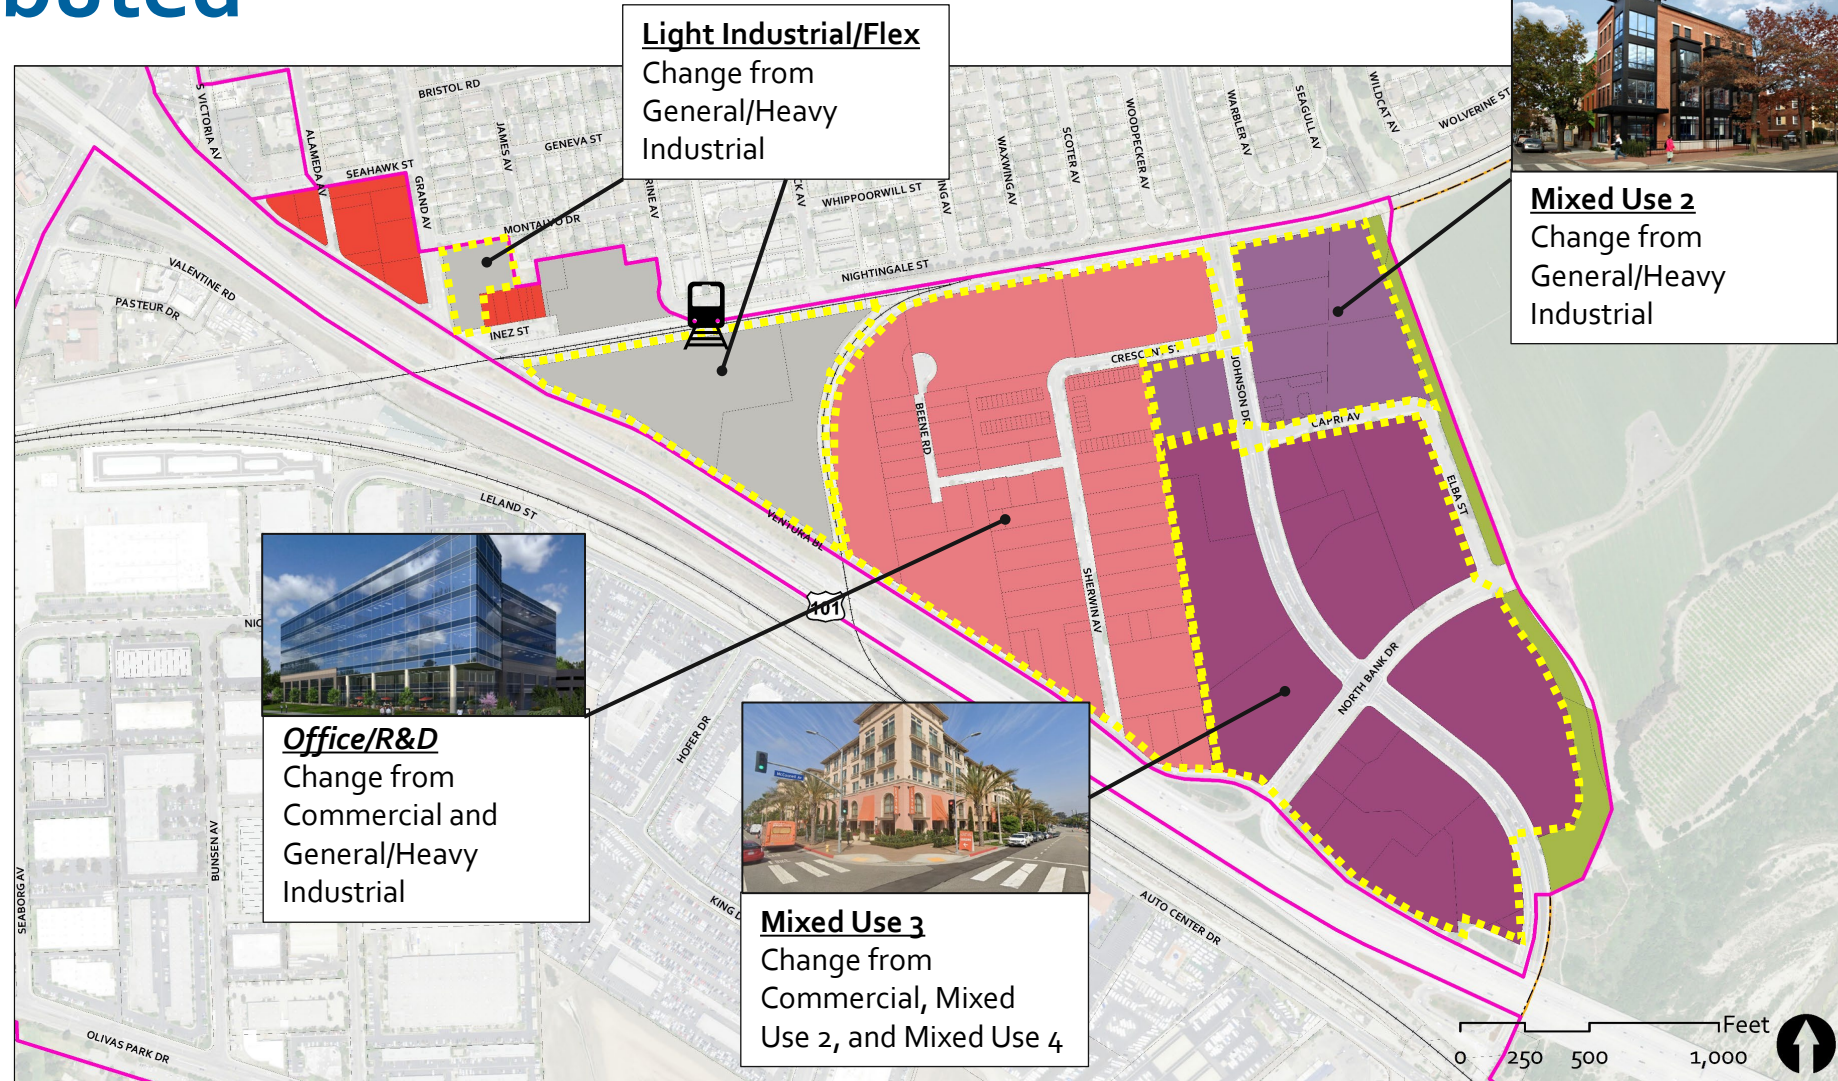 Light Industrial/Flex
Change from
General/Heavy
Industrial
Mixed Use 2
Change from
General/Heavy
Industrial
Office/R&D
Change from
Commercial and
General/Heavy
Industrial
Mixed Use 3
Change from
Commercial, Mixed
Use 2, and Mixed Use 4
S VICTORIA AV
ALAMEDA AV
BRISTOL RD
JAMES AV
GENEVA ST
SEAHAWK ST
GRAND AV
MONTALVO DR
WHIPPOORWILL ST
WAXWING AV
SCOTER AV
WOODPECKER AV
WARBLER AV
SEAGULL AV
WILDCAT AV
WOLVERINE ST
NIGHTINGALE ST
VALENTINE RD
PASTEUR DR
INEZ ST
CRESCENT ST
JOHNSON DR
CAPRI AV
BEENE RD
ELBA ST
LELAND ST
VENTURA BL
101
SHERWIN AV
NORTH BANK DR
HOFER DR
BUNSEN AV
SEABORG AV
AUTO CENTER DR
OLIVAS PARK DR
Feet
0 250 500 1,000